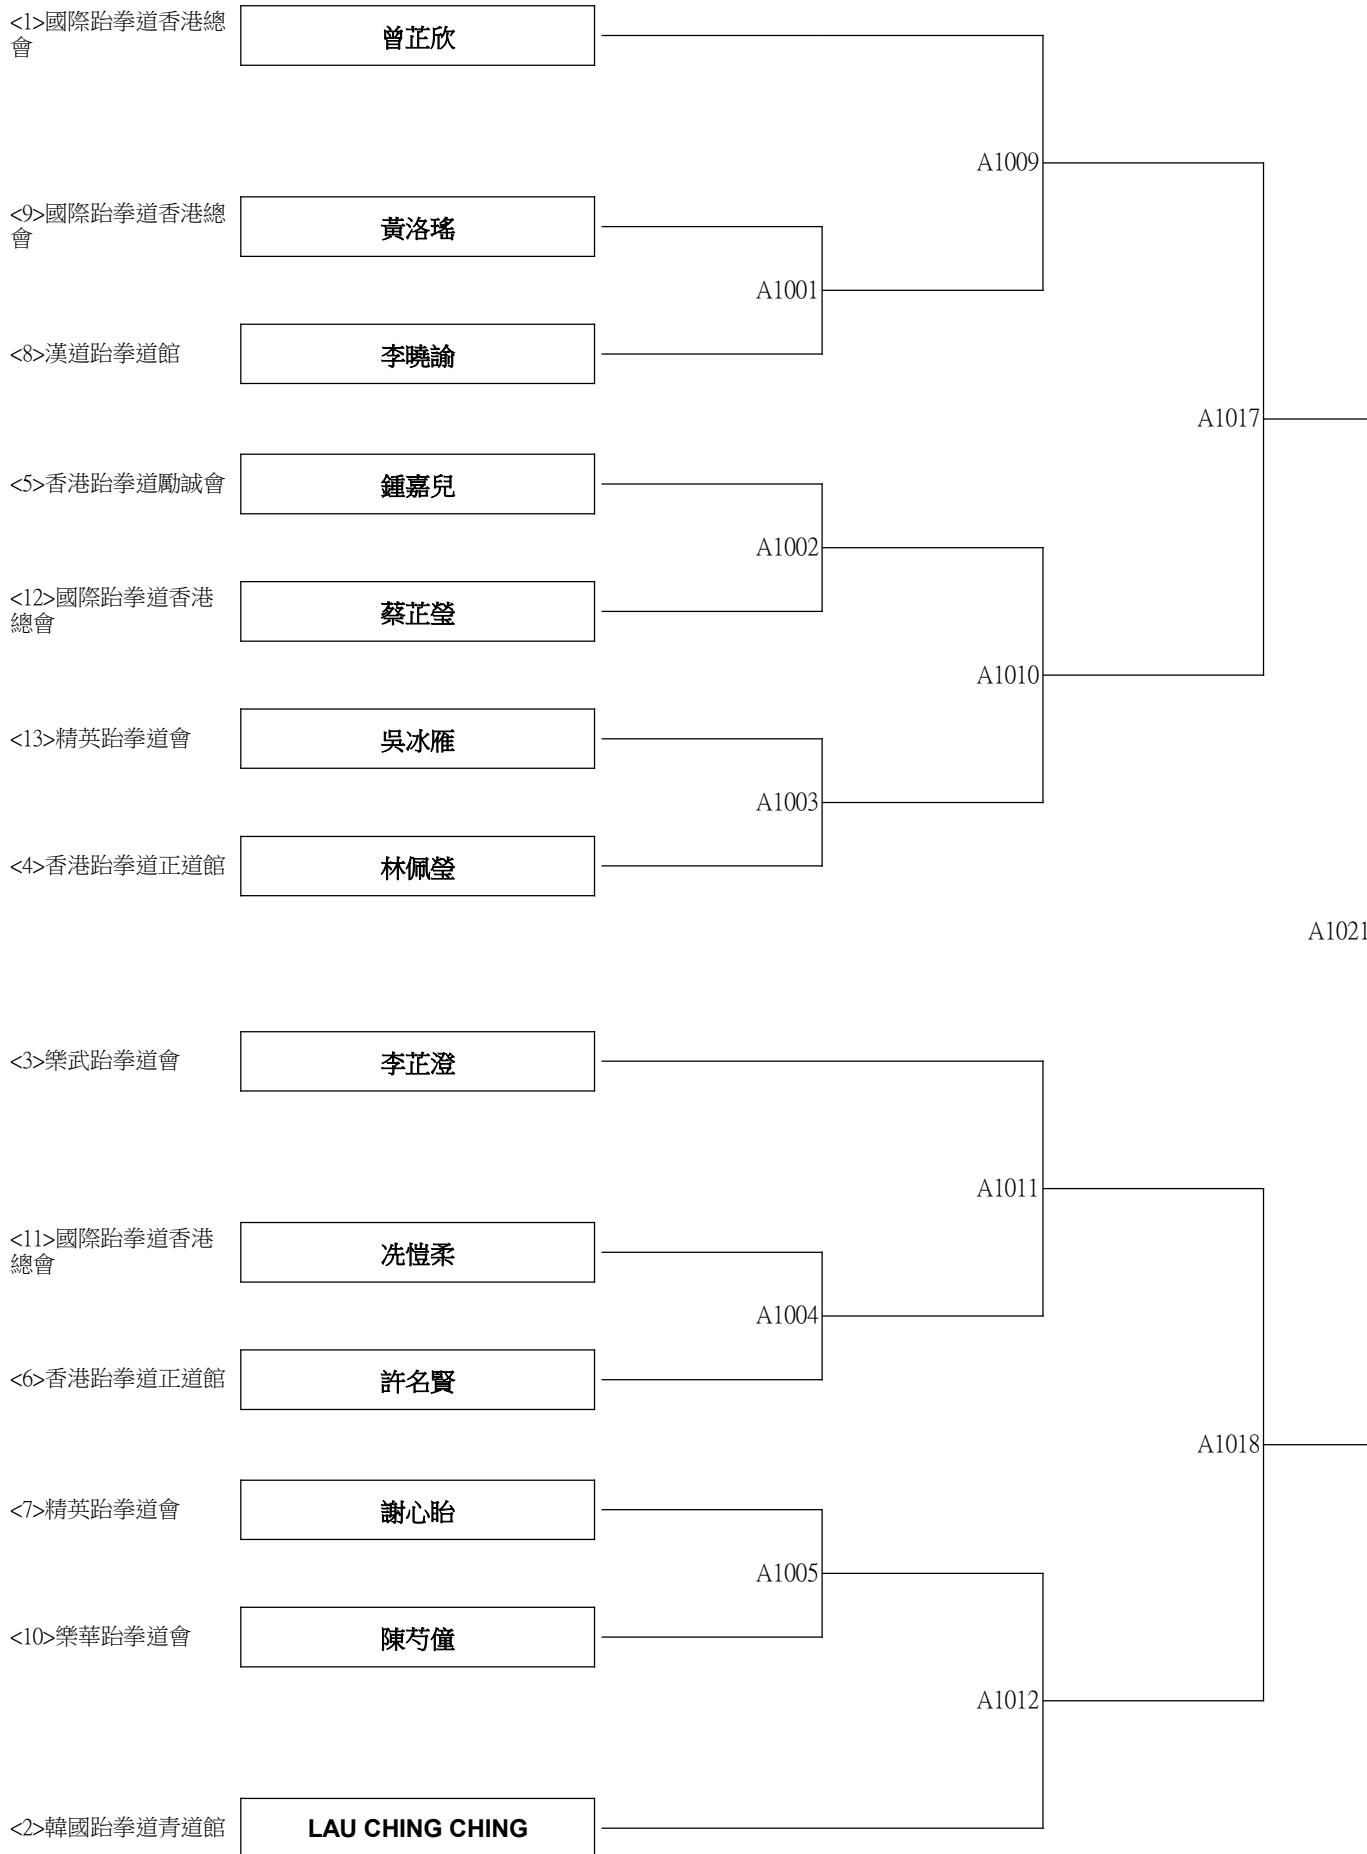 <1>國際跆拳道香港總
會
曾芷欣
A1009
<9>國際跆拳道香港總
會
黃洛瑤
A1001
<8>漢道跆拳道館
李曉諭
A1017
<5>香港跆拳道勵誠會
鍾嘉兒
A1002
<12>國際跆拳道香港
總會
蔡芷瑩
A1010
<13>精英跆拳道會
吳冰雁
A1003
<4>香港跆拳道正道館
林佩瑩
A1021
<3>樂武跆拳道會
李芷澄
A1011
<11>國際跆拳道香港
總會
冼愷柔
A1004
<6>香港跆拳道正道館
許名賢
A1018
<7>精英跆拳道會
謝心眙
A1005
<10>樂華跆拳道會
陳芍僮
A1012
<2>韓國跆拳道青道館
LAU CHING CHING